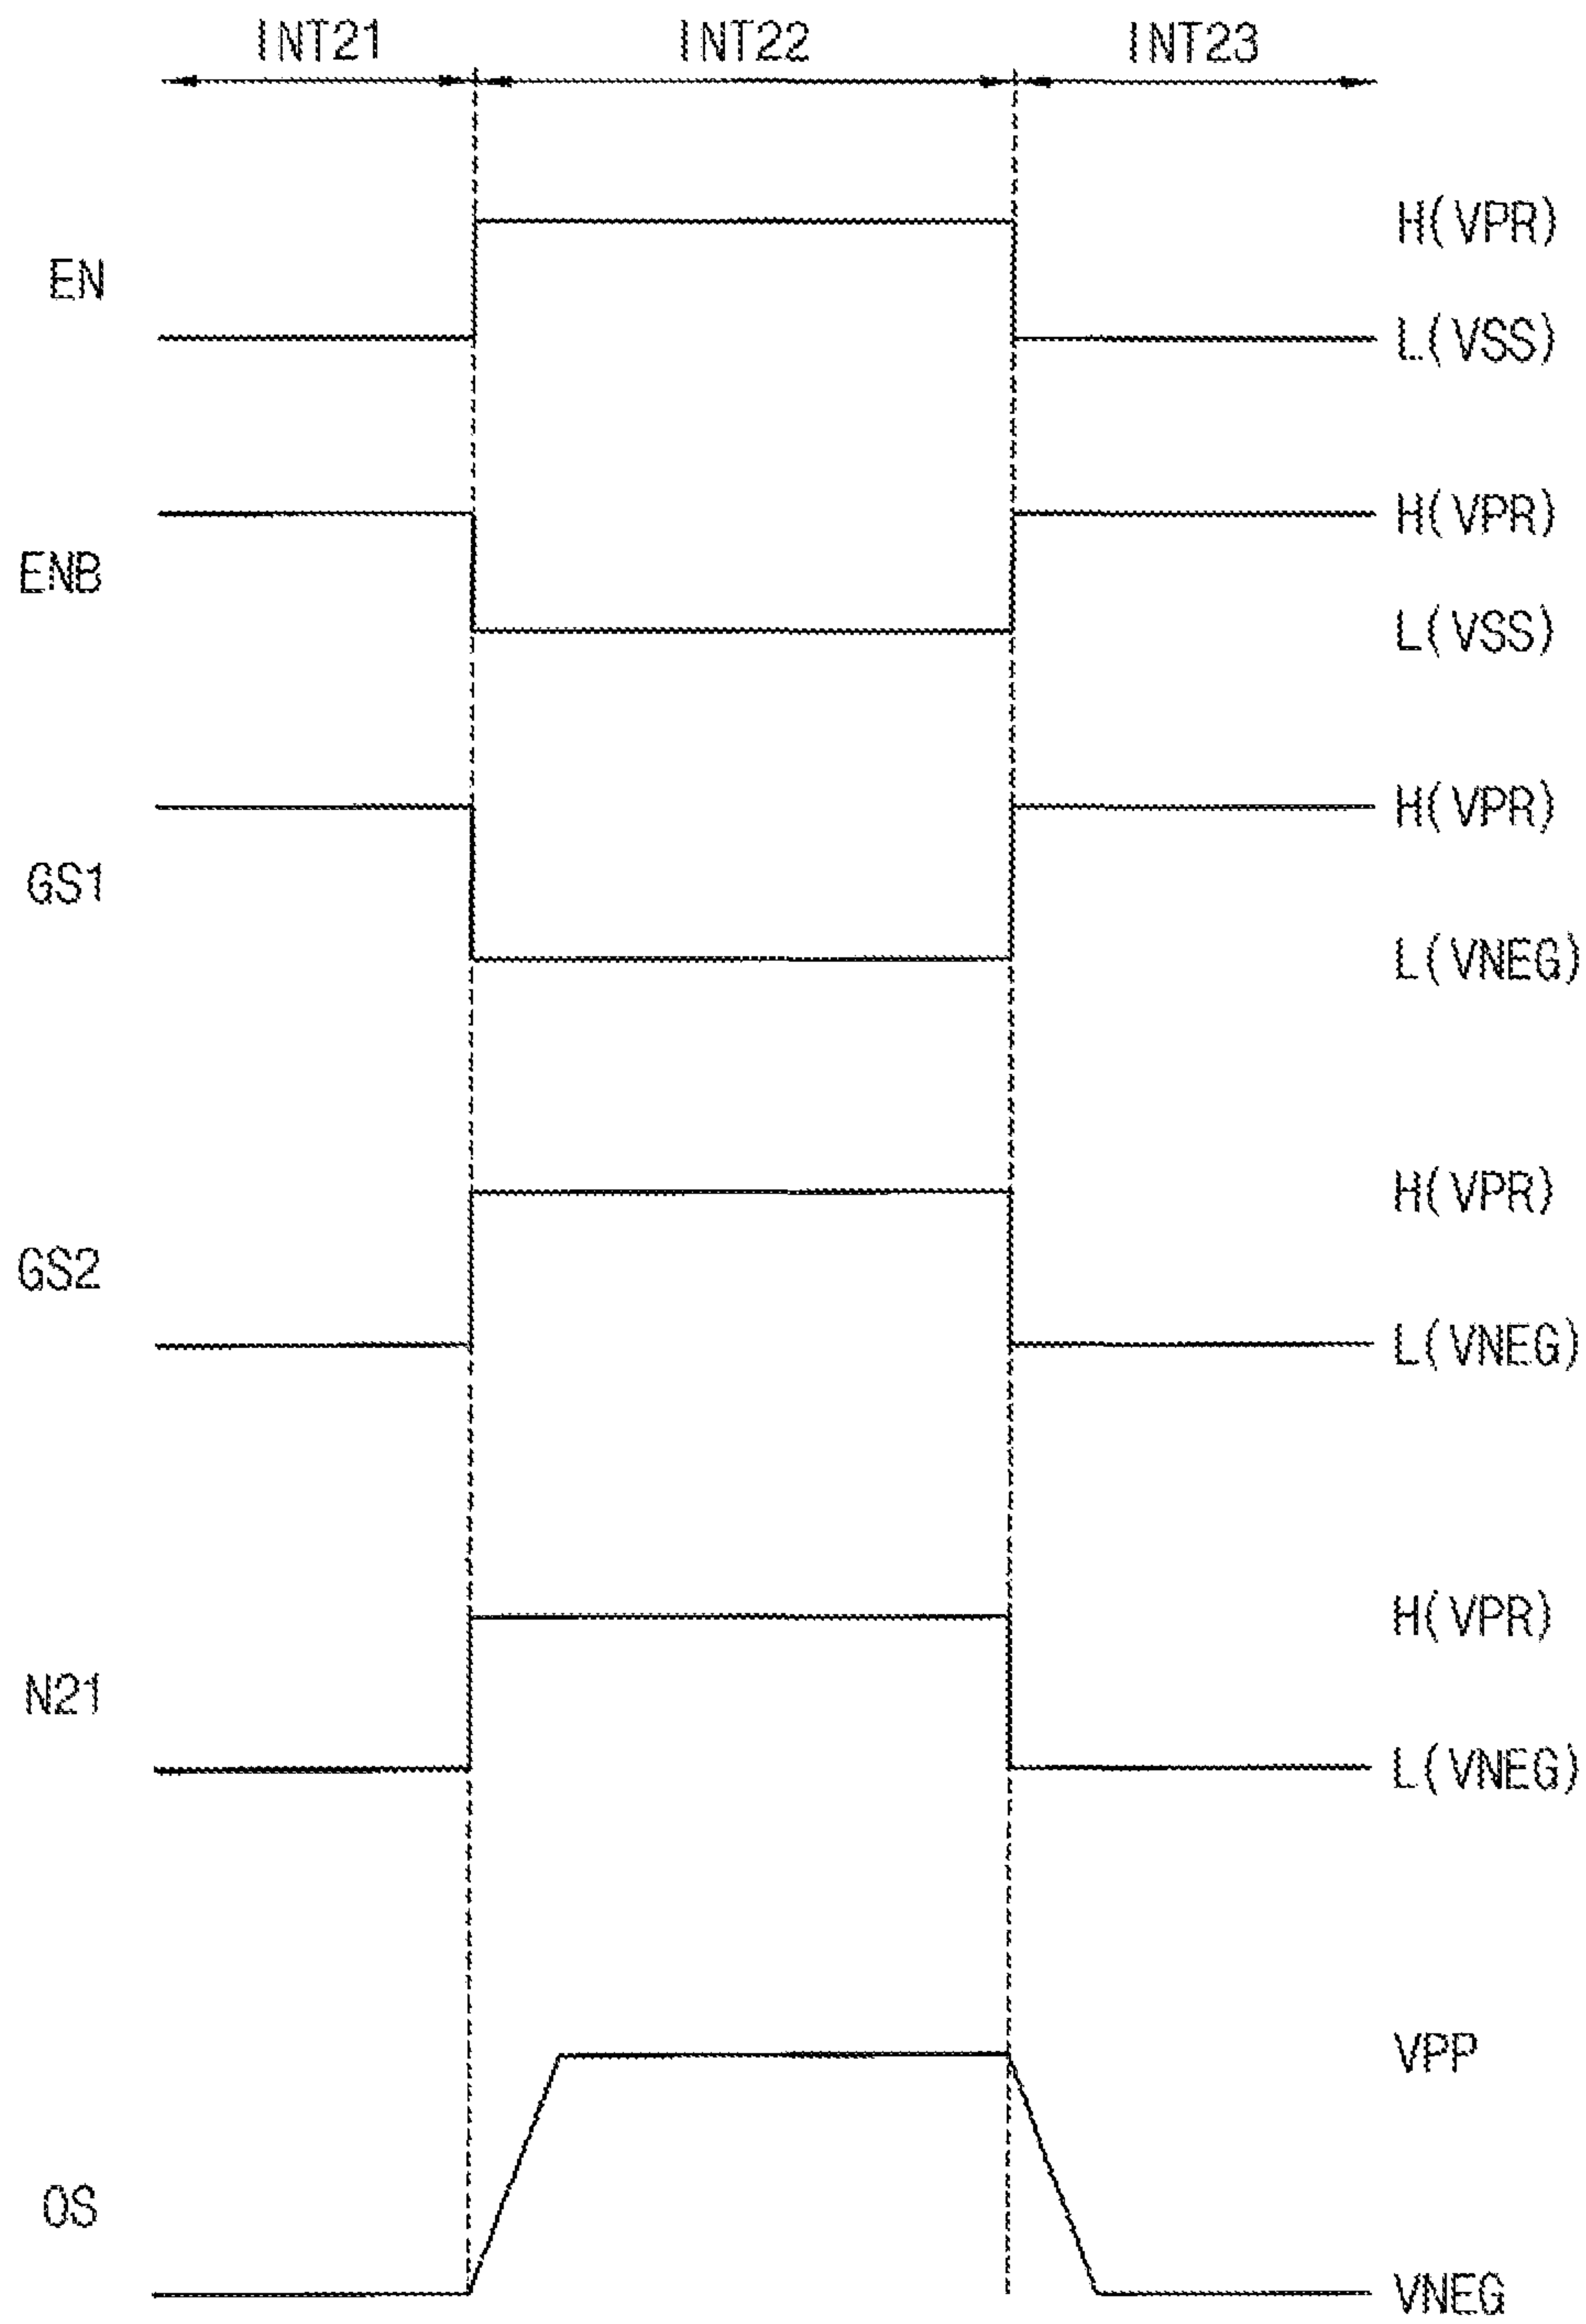 INT21 INT22 INT23
H(VPR)
EN
L(VSS)
H(VPR)
ENB
L(VSS)
H(VPR)
GS1
L(VNEG)
H(VPR)
GS2
L(VNEG)
H(VPR)
N21
L(VNEG)
VPP
OS
VNEG